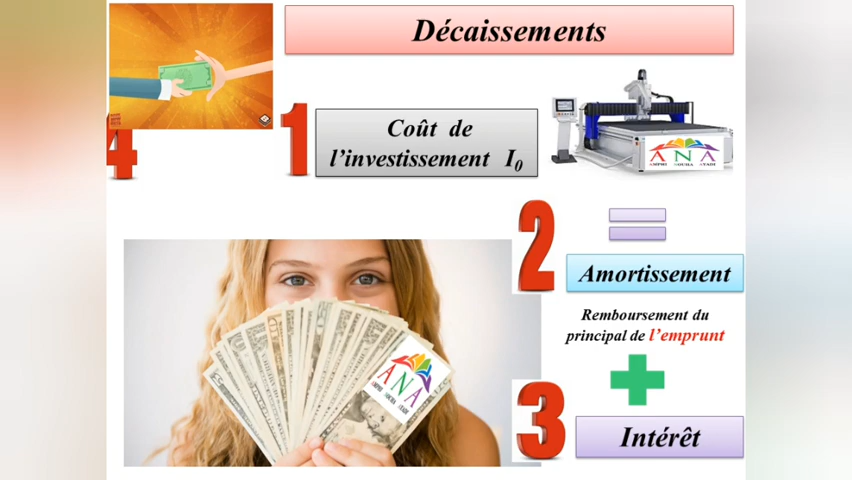 Décaissements
4
1
Coût de
l'investissement I₀
ANA
2
Amortissement
Remboursement du
principal de l'emprunt
ANA
3
Intérêt